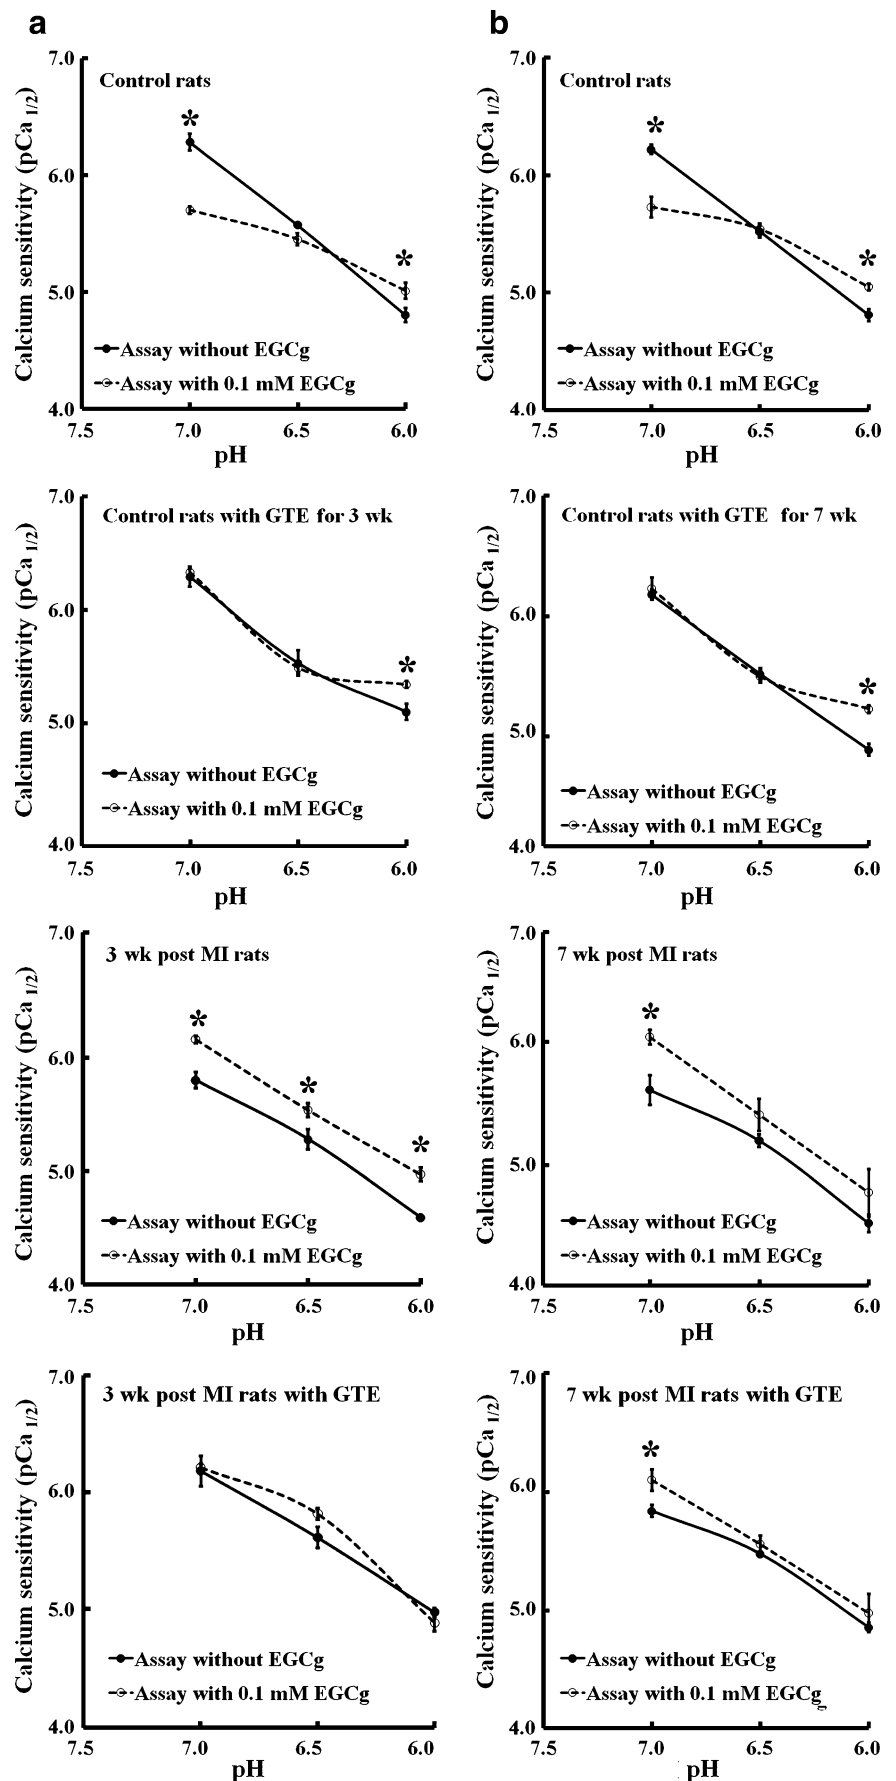 a
Calcium sensitivity (pCa 1/2)
7.0
6.0
5.0
4.0
Control rats
*
*
Assay without EGCg
Assay with 0.1 mM EGCg
7.5 7.0 6.5 6.0
pH
Calcium sensitivity (pCa 1/2)
7.0
6.0
5.0
4.0
Control rats with GTE for 3 wk
*
Assay without EGCg
Assay with 0.1 mM EGCg
7.5 7.0 6.5 6.0
pH
Calcium sensitivity (pCa 1/2)
7.0
6.0
5.0
4.0
3 wk post MI rats
*
*
*
Assay without EGCg
Assay with 0.1 mM EGCg
7.5 7.0 6.5 6.0
pH
Calcium sensitivity (pCa 1/2)
7.0
6.0
5.0
4.0
3 wk post MI rats with GTE
Assay without EGCg
Assay with 0.1 mM EGCg
7.5 7.0 6.5 6.0
pH
b
Calcium sensitivity (pCa 1/2)
7.0
6.0
5.0
4.0
Control rats
*
*
Assay without EGCg
Assay with 0.1 mM EGCg
7.5 7.0 6.5 6.0
pH
Calcium sensitivity (pCa 1/2)
7.0
6.0
5.0
4.0
Control rats with GTE for 7 wk
*
Assay without EGCg
Assay with 0.1 mM EGCg
7.5 7.0 6.5 6.0
pH
Calcium sensitivity (pCa 1/2)
7.0
6.0
5.0
4.0
7 wk post MI rats
*
Assay without EGCg
Assay with 0.1 mM EGCg
7.5 7.0 6.5 6.0
pH
Calcium sensitivity (pCa 1/2)
7.0
6.0
5.0
4.0
7 wk post MI rats with GTE
*
Assay without EGCg
Assay with 0.1 mM EGCg
7.5 7.0 6.5 6.0
pH